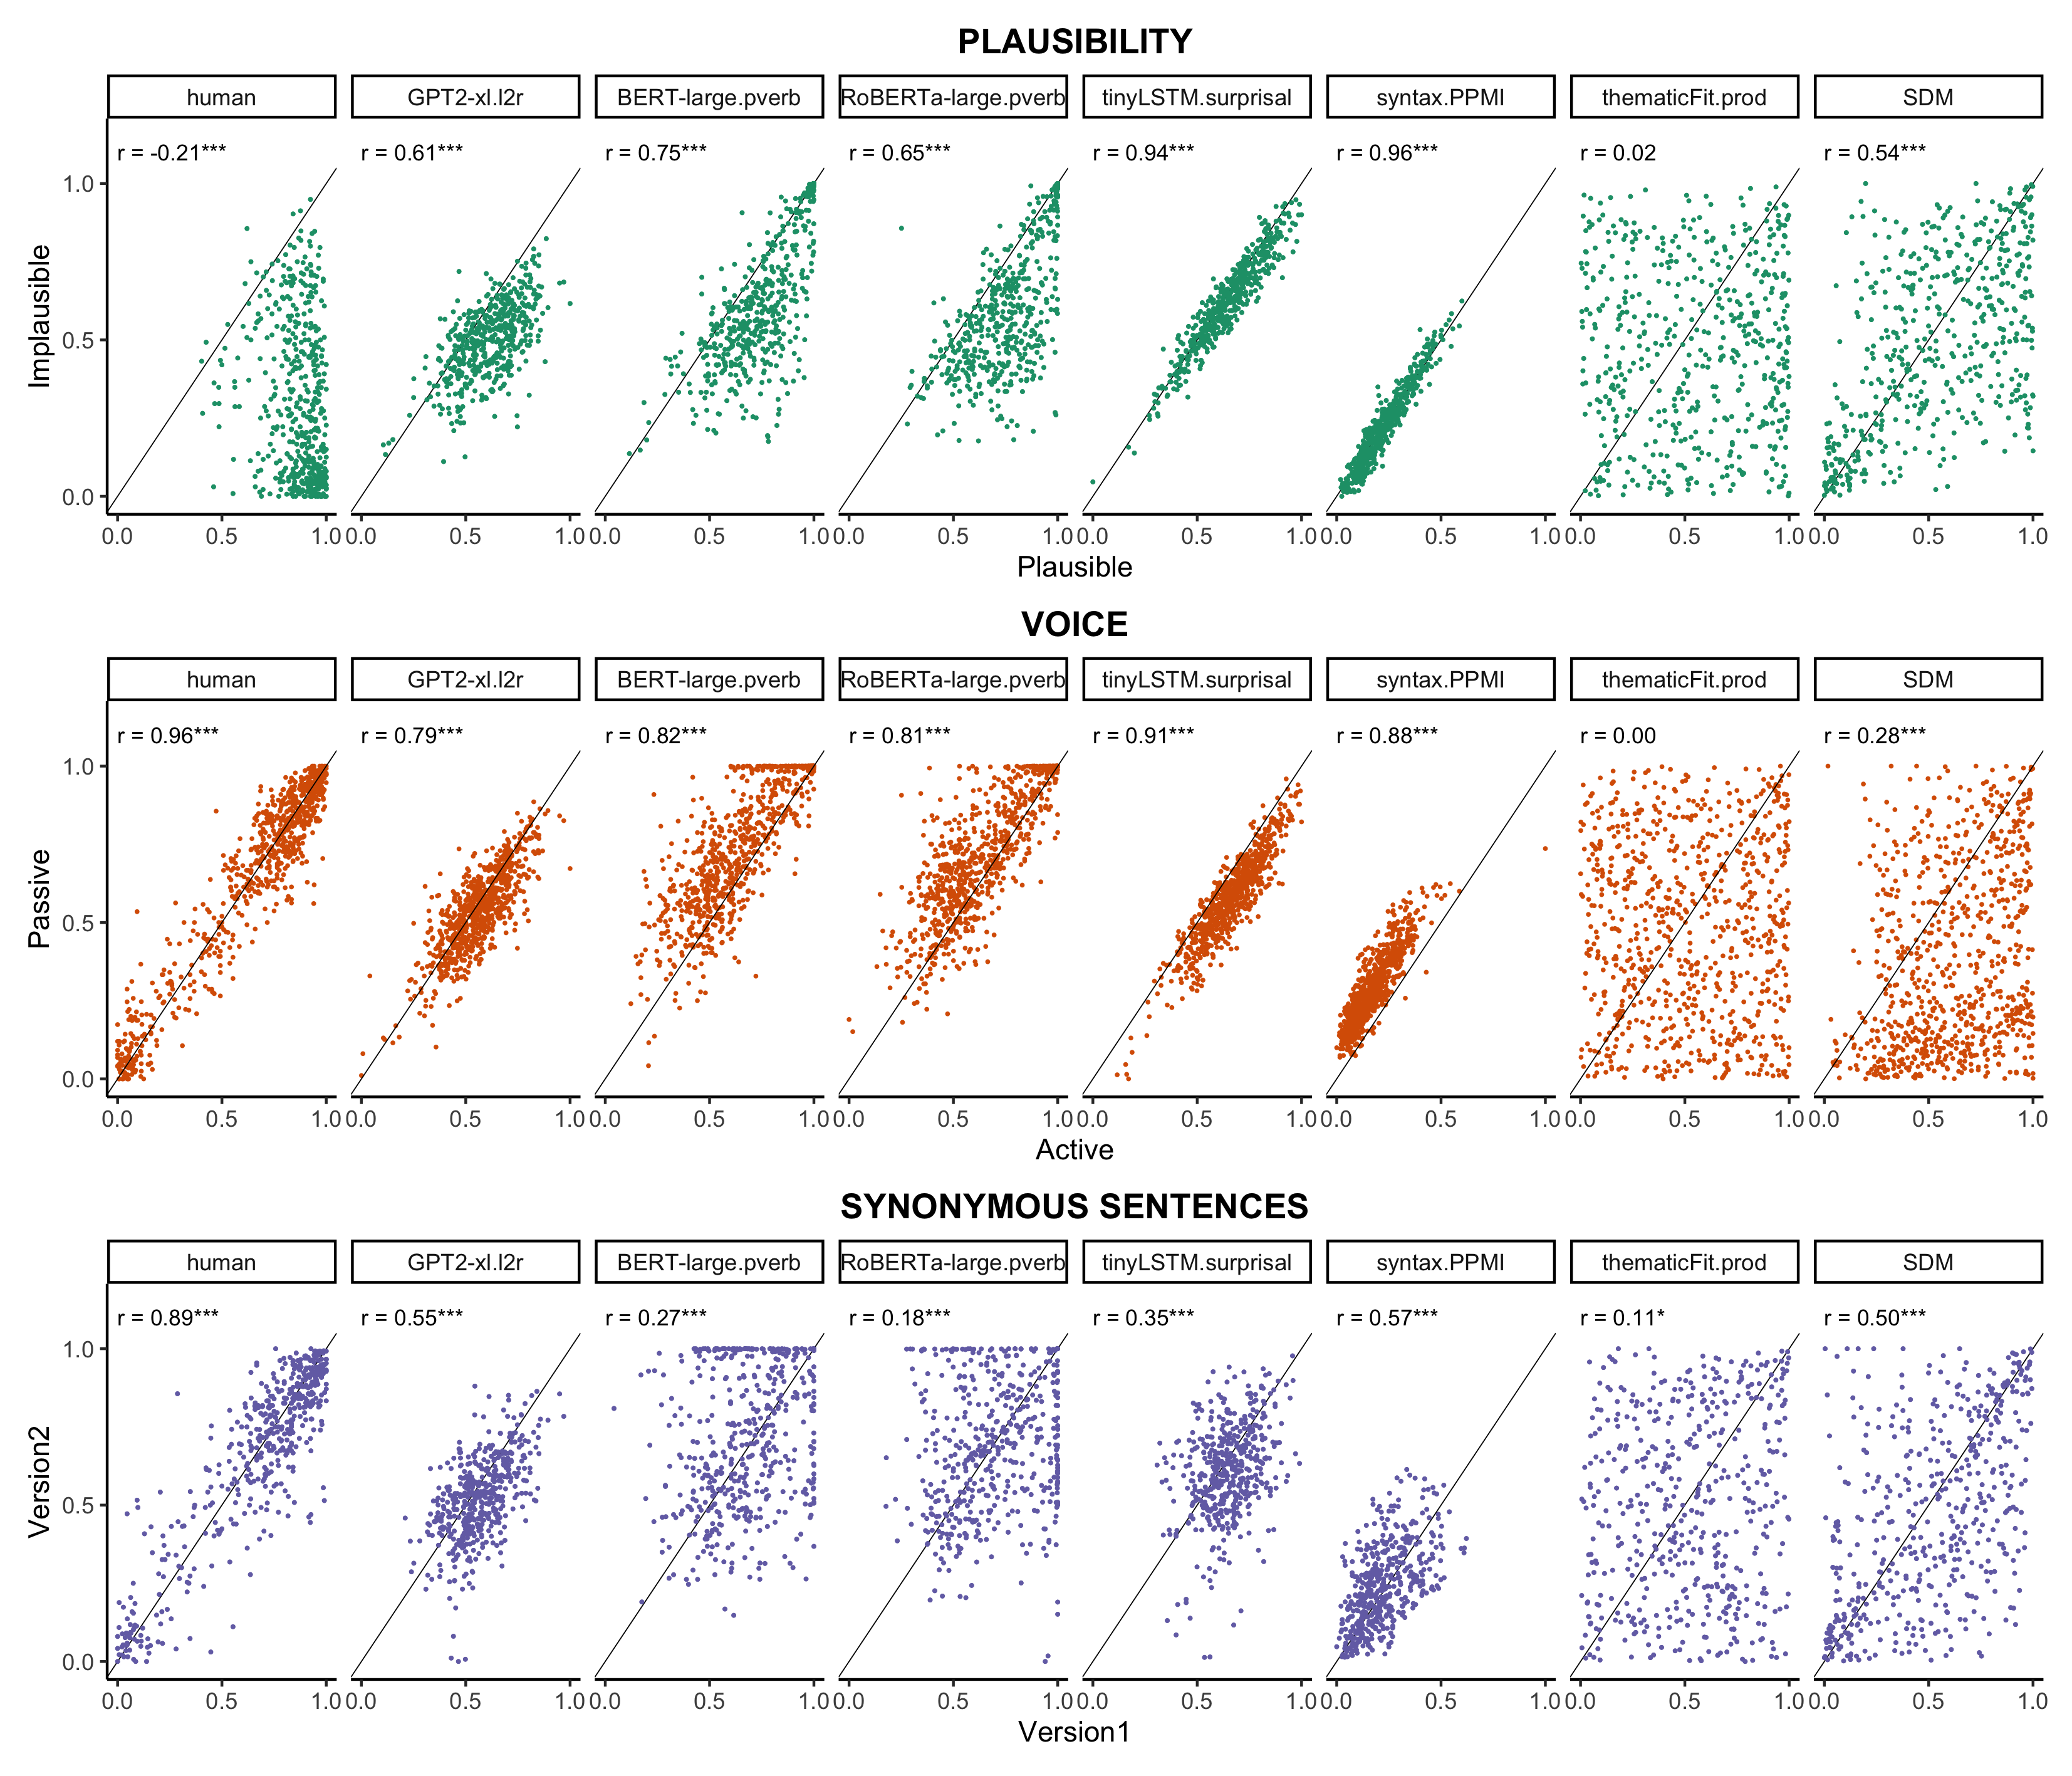 PLAUSIBILITY
human GPT2-xl.l2r BERT-large.pverb RoBERTa-large.pverb tinyLSTM.surprisal syntax.PPMI thematicFit.prod SDM
r = -0.21*** r = 0.61*** r = 0.75*** r = 0.65*** r = 0.94*** r = 0.96*** r = 0.02 r = 0.54***
1.0
Implausible
0.5
0.0
0.0 0.5 1.0 0.0 0.5 1.0 0.0 0.5 1.0 0.0 0.5 1.0 0.0 0.5 1.0 0.0 0.5 1.0 0.0 0.5 1.0 0.0 0.5 1.0
Plausible
VOICE
human GPT2-xl.l2r BERT-large.pverb RoBERTa-large.pverb tinyLSTM.surprisal syntax.PPMI thematicFit.prod SDM
r = 0.96*** r = 0.79*** r = 0.82*** r = 0.81*** r = 0.91*** r = 0.88*** r = 0.00 r = 0.28***
1.0
Passive
0.5
0.0
0.0 0.5 1.0 0.0 0.5 1.0 0.0 0.5 1.0 0.0 0.5 1.0 0.0 0.5 1.0 0.0 0.5 1.0 0.0 0.5 1.0 0.0 0.5 1.0
Active
SYNONYMOUS SENTENCES
human GPT2-xl.l2r BERT-large.pverb RoBERTa-large.pverb tinyLSTM.surprisal syntax.PPMI thematicFit.prod SDM
r = 0.89*** r = 0.55*** r = 0.27*** r = 0.18*** r = 0.35*** r = 0.57*** r = 0.11* r = 0.50***
1.0
Version2
0.5
0.0
0.0 0.5 1.0 0.0 0.5 1.0 0.0 0.5 1.0 0.0 0.5 1.0 0.0 0.5 1.0 0.0 0.5 1.0 0.0 0.5 1.0 0.0 0.5 1.0
Version1